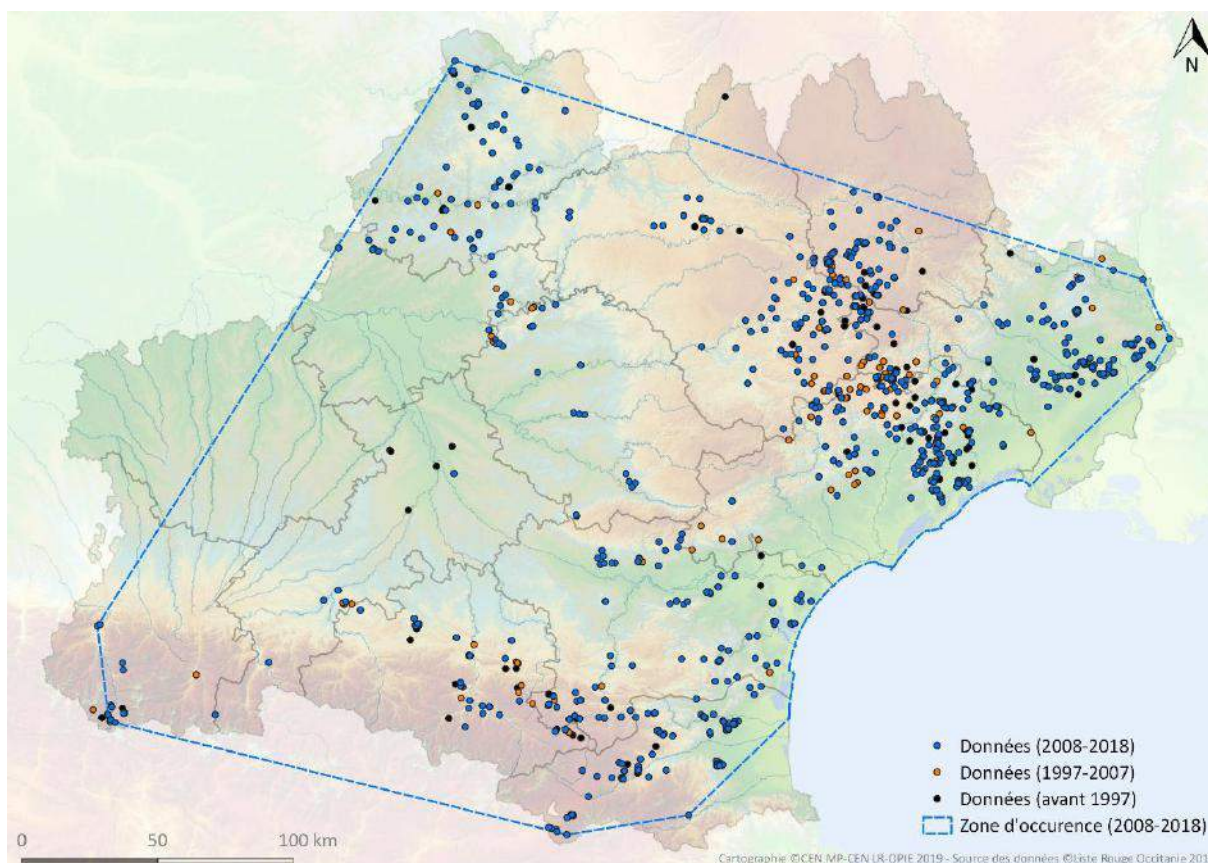 N
Données (2008-2018)
Données (1997-2007)
Données (avant 1997)
Zone d'occurence (2008-2018)
0 50 100 km
Cartographie ©CEN MP-CEN LR-OPIE 2019 - Source des données ©Liste Rouge Occitanie 201